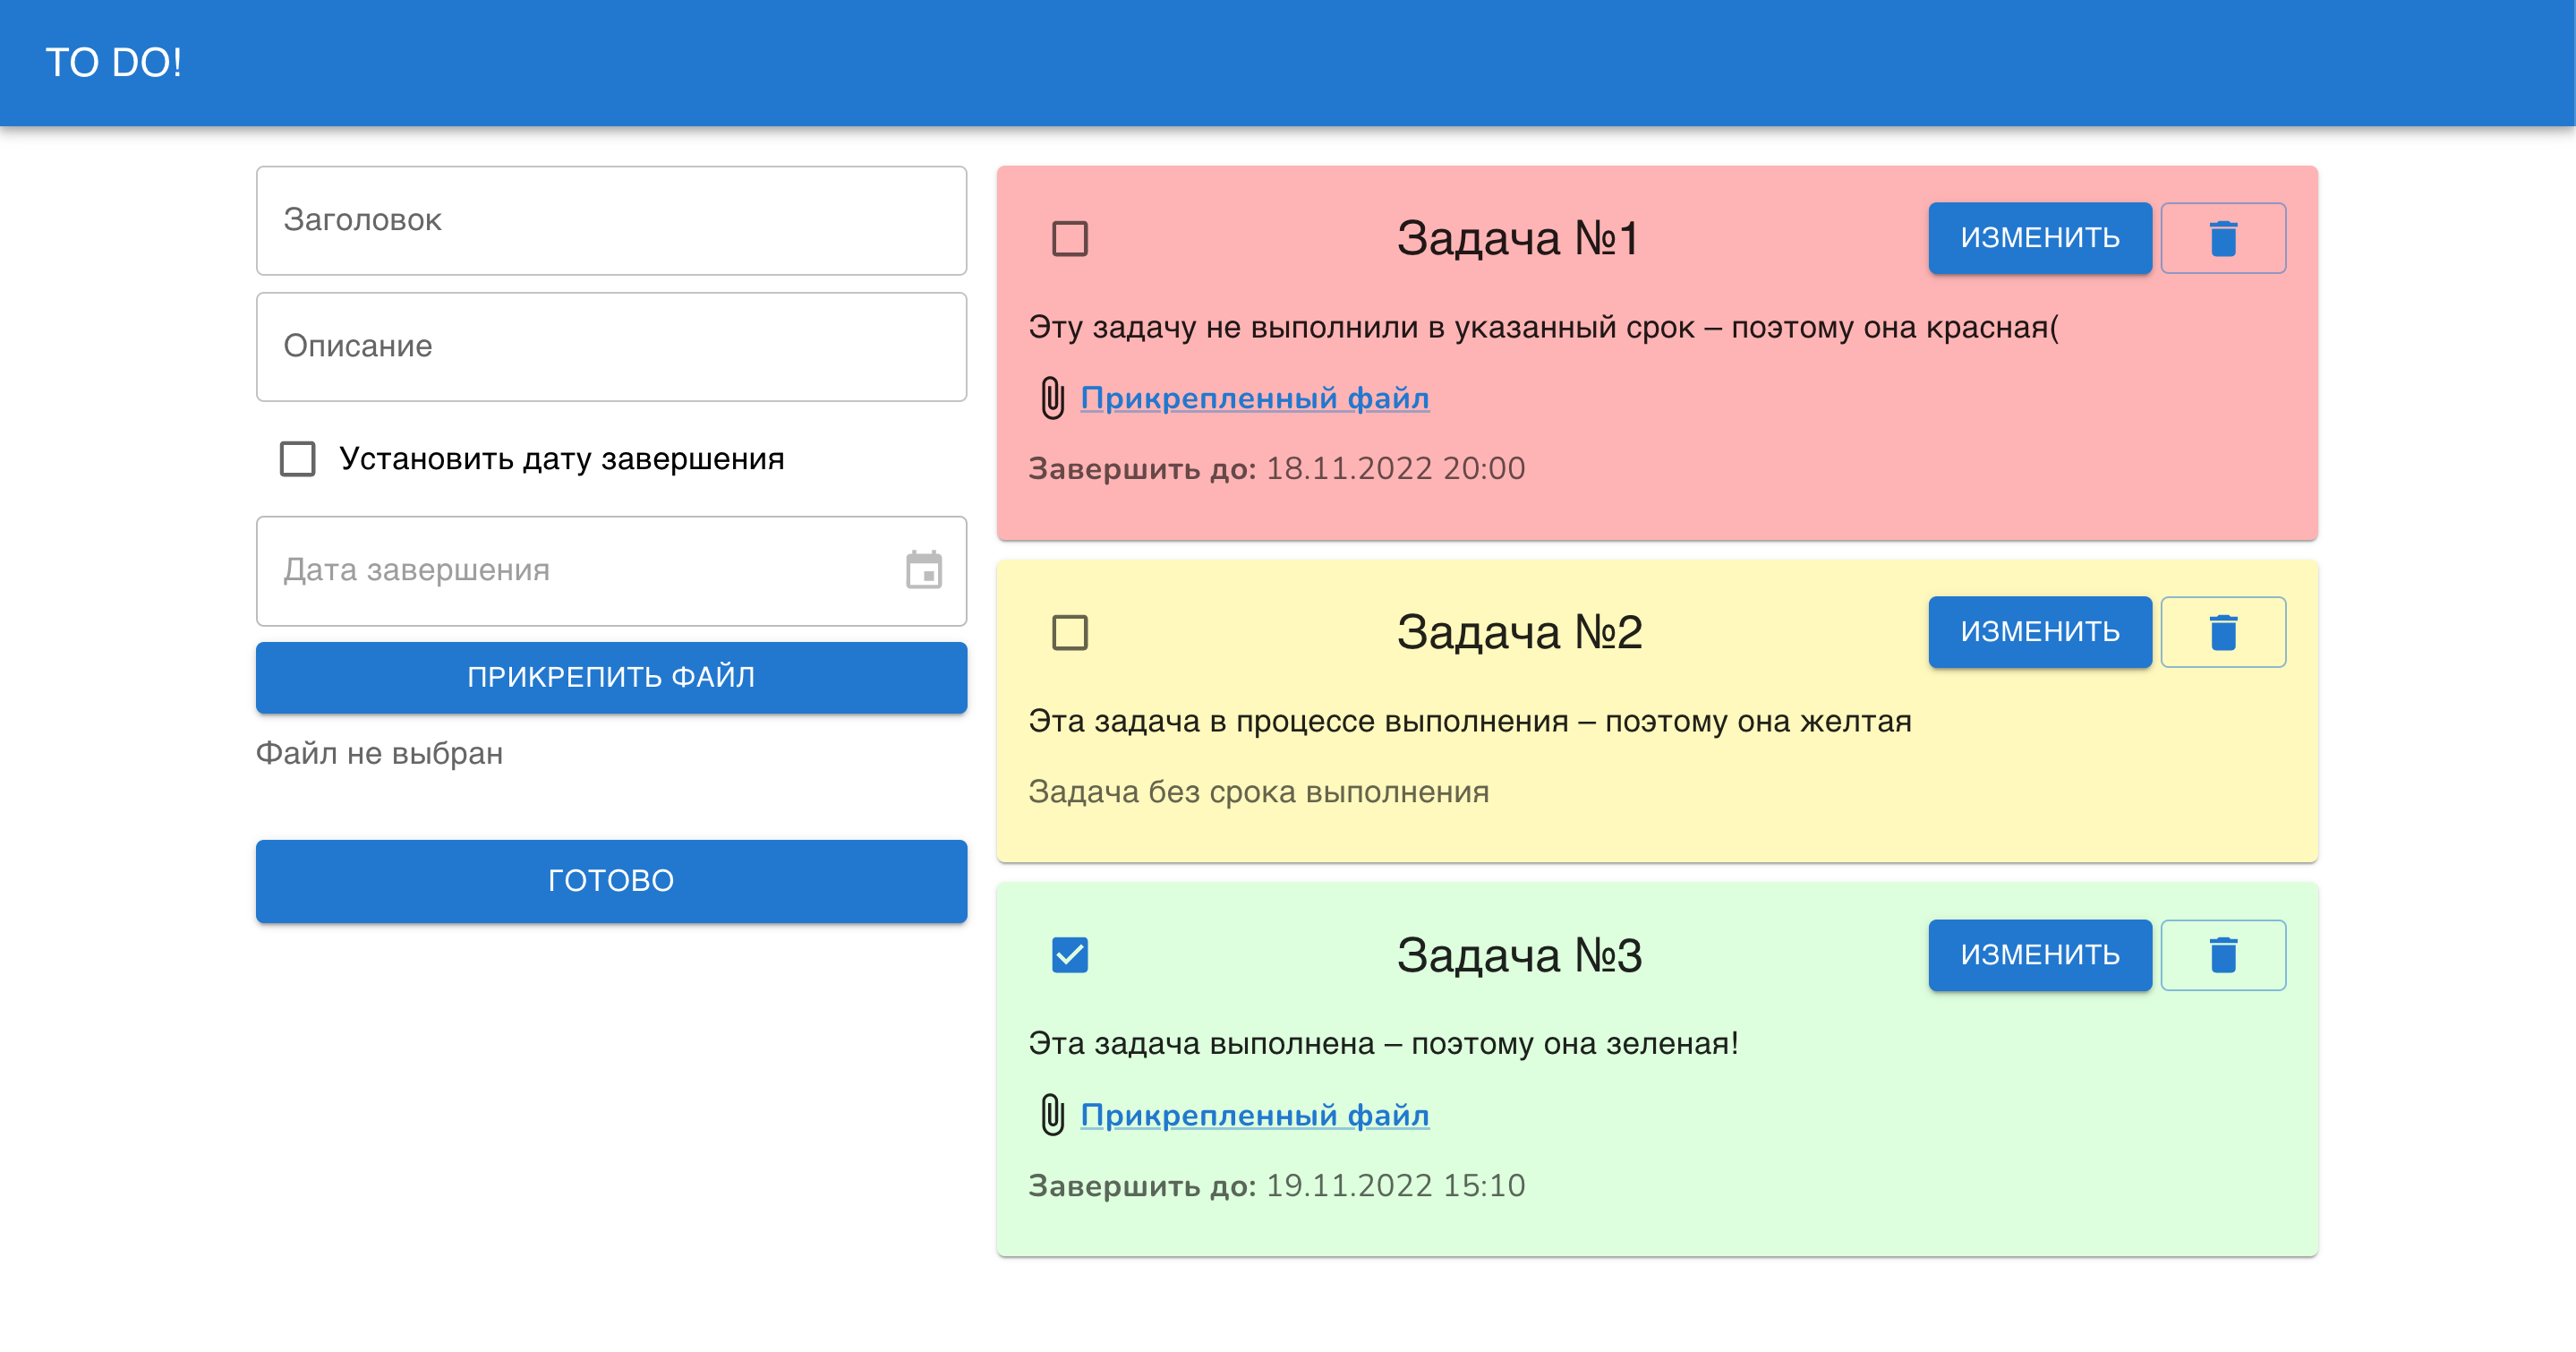 TO DO!
Заголовок
Описание
Установить дату завершения
Дата завершения
ПРИКРЕПИТЬ ФАЙЛ
Файл не выбран
ГОТОВО
Задача №1
ИЗМЕНИТЬ
Эту задачу не выполнили в указанный срок – поэтому она красная(
Прикрепленный файл
Завершить до: 18.11.2022 20:00
Задача №2
ИЗМЕНИТЬ
Эта задача в процессе выполнения – поэтому она желтая
Задача без срока выполнения
Задача №3
ИЗМЕНИТЬ
Эта задача выполнена – поэтому она зеленая!
Прикрепленный файл
Завершить до: 19.11.2022 15:10